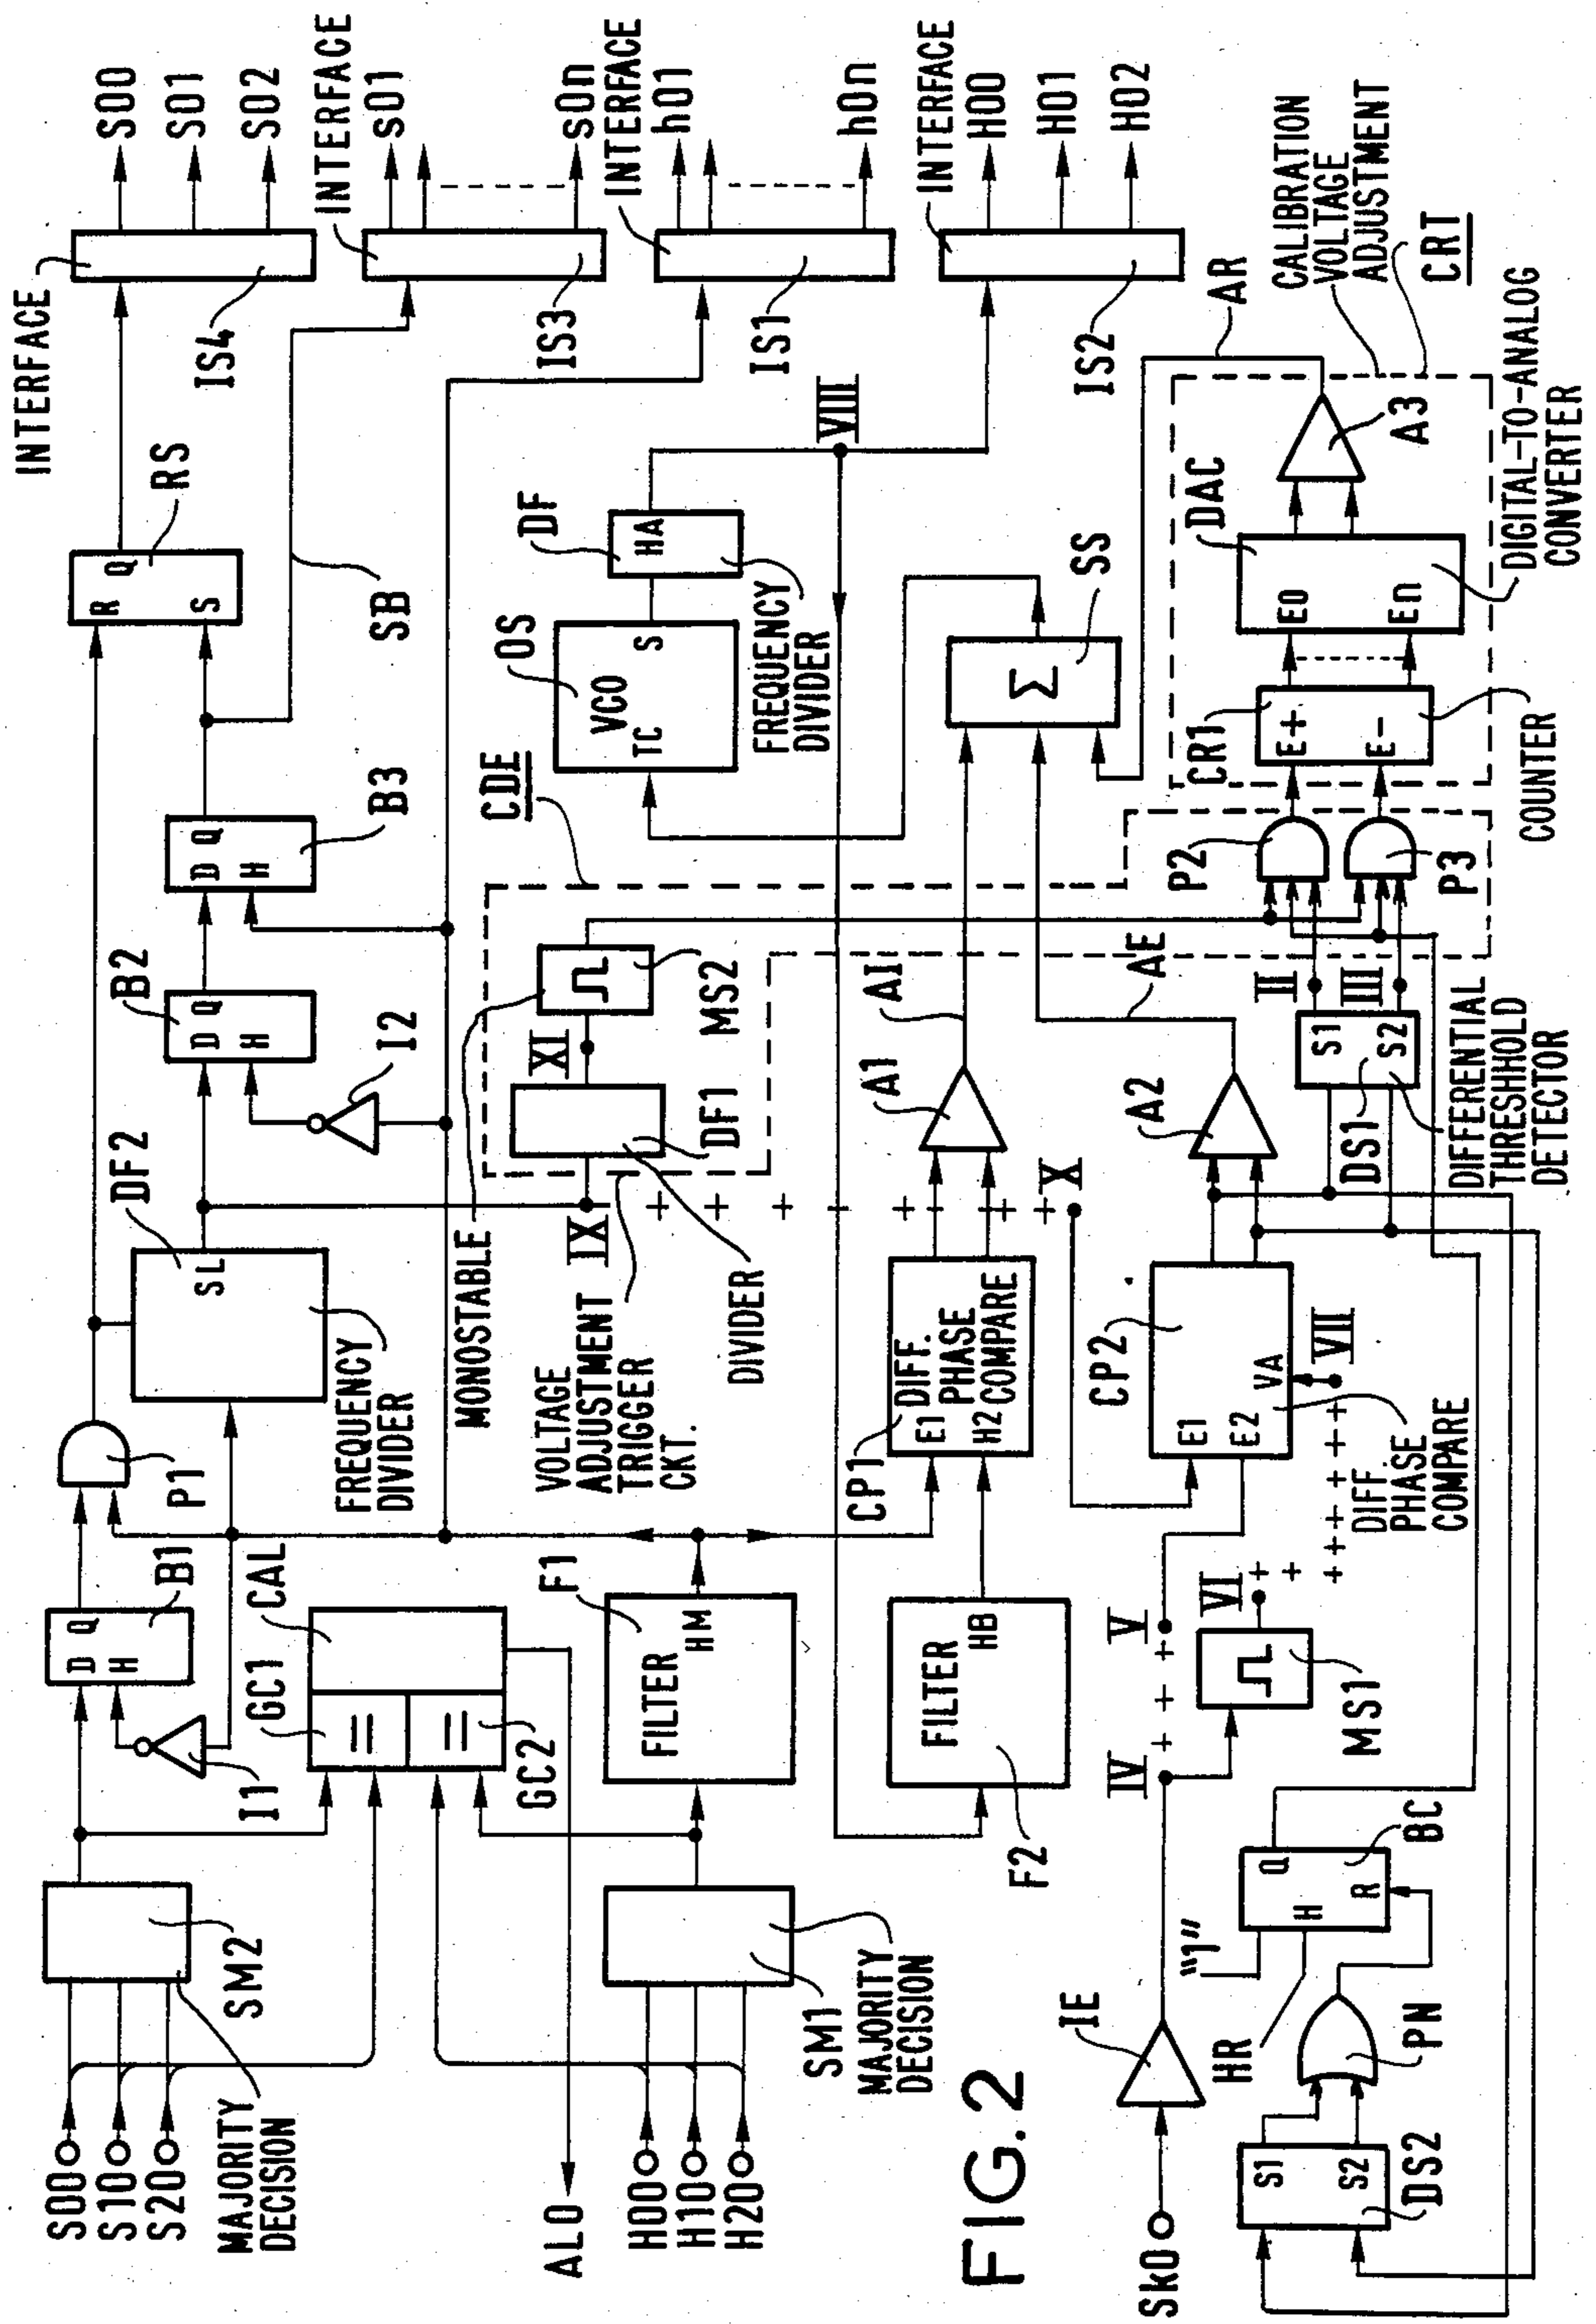 INTERFACE
S00
S01
S02
IS4
INTERFACE
s01
s0n
IS3
INTERFACE
h01
h0n
IS1
INTERFACE
H00
H01
H02
IS2
R
Q
S
RS
SB
D
Q
H
B3
D
Q
H
B2
I2
DF2
SL
FREQUENCY
DIVIDER
P1
D
Q
H
B1
I1
SM2
MAJORITY
DECISION
S00
S10
S20
CAL
GC1
=
=
GC2
AL0
F1
FILTER
HM
SM1
MAJORITY
DECISION
H00
H10
H20
VIII
DF
HA
FREQUENCY
DIVIDER
OS
VCO
TC
S
CDE
MONOSTABLE
MS2
XI
DF1
IX
DIVIDER
VOLTAGE
ADJUSTMENT
TRIGGER
CKT.
Σ
SS
AR
AI
AE
A1
A2
X
CP1
E1
H2
DIFF.
PHASE
COMPARE
FILTER
HB
F2
CP2
E1
E2
VA
VII
DIFF.
PHASE
COMPARE
V
VI
IV
MS1
IE
Sk0
CALIBRATION
VOLTAGE
ADJUSTMENT
CRT
A3
DAC
E0
En
DIGITAL-TO-ANALOG
CONVERTER
CR1
E+
E-
COUNTER
P2
P3
II
III
S1
S2
DS1
DIFFERENTIAL
THRESHHOLD
DETECTOR
Q
H
R
BC
"1"
HR
PN
S1
S2
DS2
FIG. 2